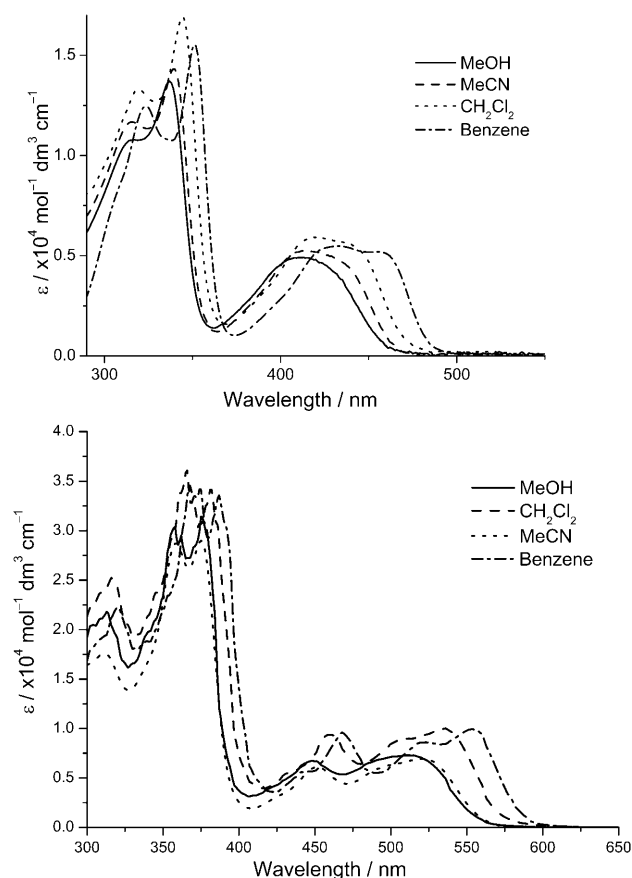 1.5
1.0
0.5
0.0
ε / x10⁴ mol⁻¹ dm³ cm⁻¹
MeOH
MeCN
CH₂Cl₂
Benzene
300
400
500
Wavelength / nm
4.0
3.5
3.0
2.5
2.0
1.5
1.0
0.5
0.0
ε / x10⁴ mol⁻¹ dm³ cm⁻¹
MeOH
CH₂Cl₂
MeCN
Benzene
300
350
400
450
500
550
600
650
Wavelength / nm